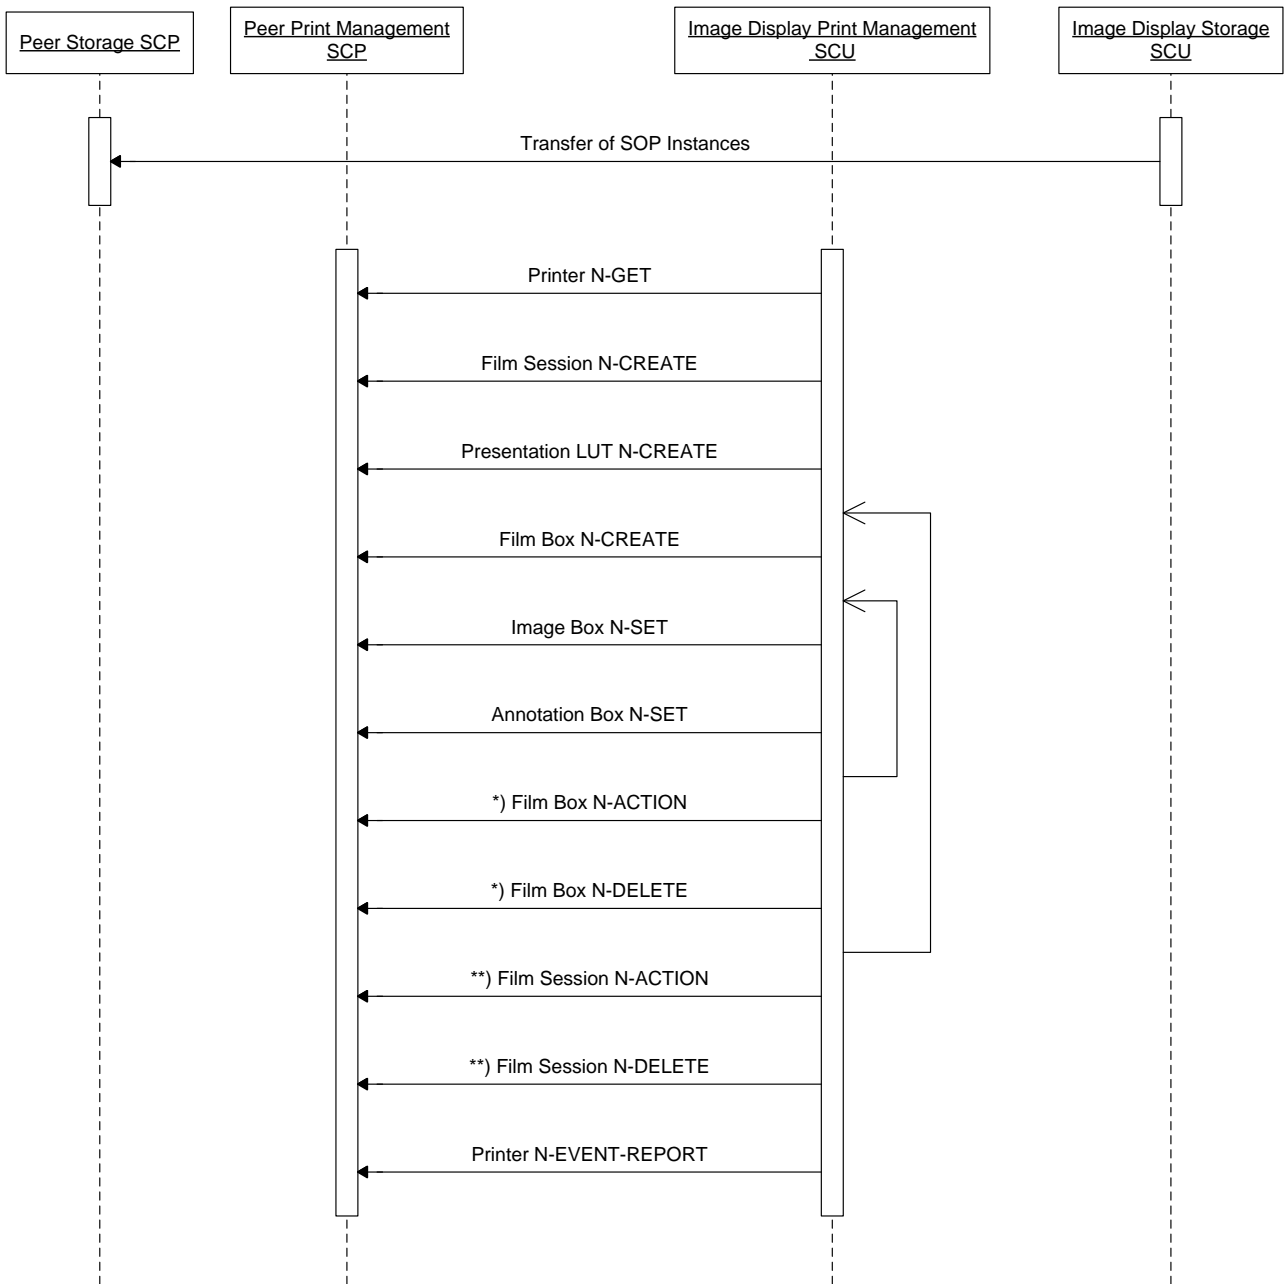 Peer Storage SCP
Peer Print Management
SCP
Image Display Print Management
SCU
Image Display Storage
SCU
Transfer of SOP Instances
Printer N-GET
Film Session N-CREATE
Presentation LUT N-CREATE
Film Box N-CREATE
Image Box N-SET
Annotation Box N-SET
*) Film Box N-ACTION
*) Film Box N-DELETE
**) Film Session N-ACTION
**) Film Session N-DELETE
Printer N-EVENT-REPORT